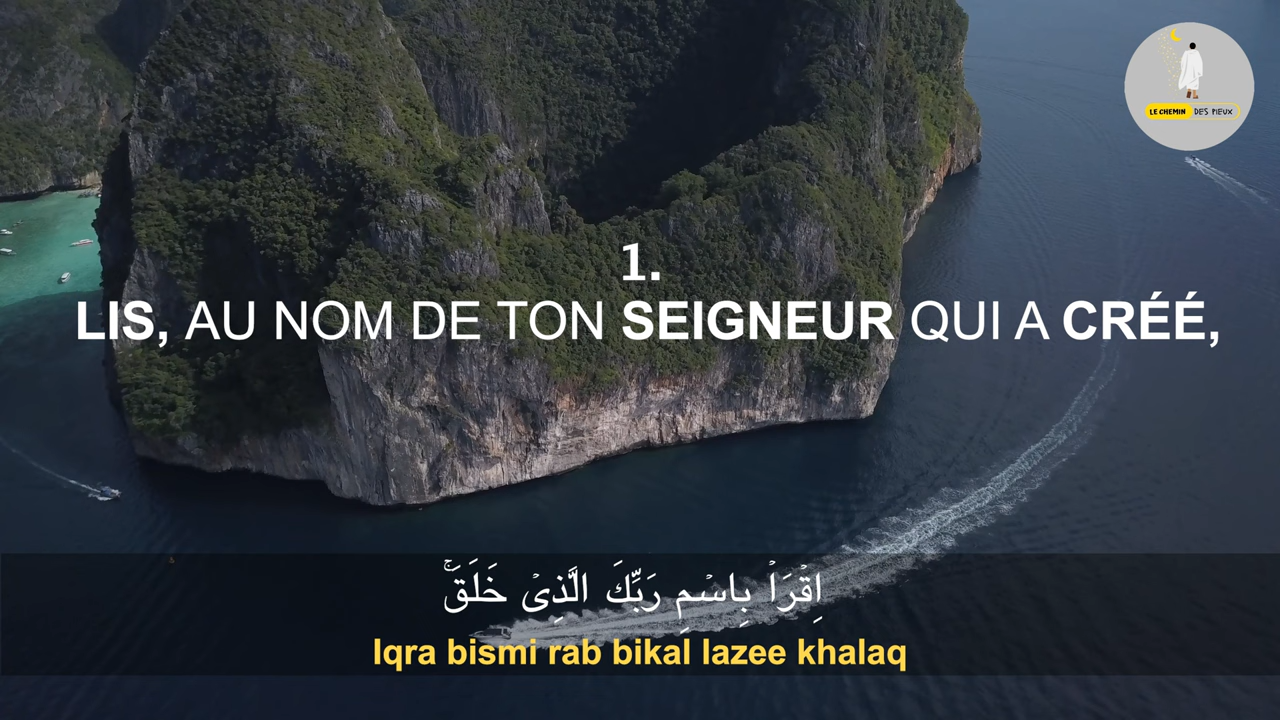 LE CHEMIN DES PIEUX
1.
LIS, AU NOM DE TON SEIGNEUR QUI A CRÉÉ,
اِقۡرَاۡ بِاسۡمِ رَبِّكَ الَّذِىۡ خَلَقَ‌ۚ
Iqra bismi rab bikal lazee khalaq